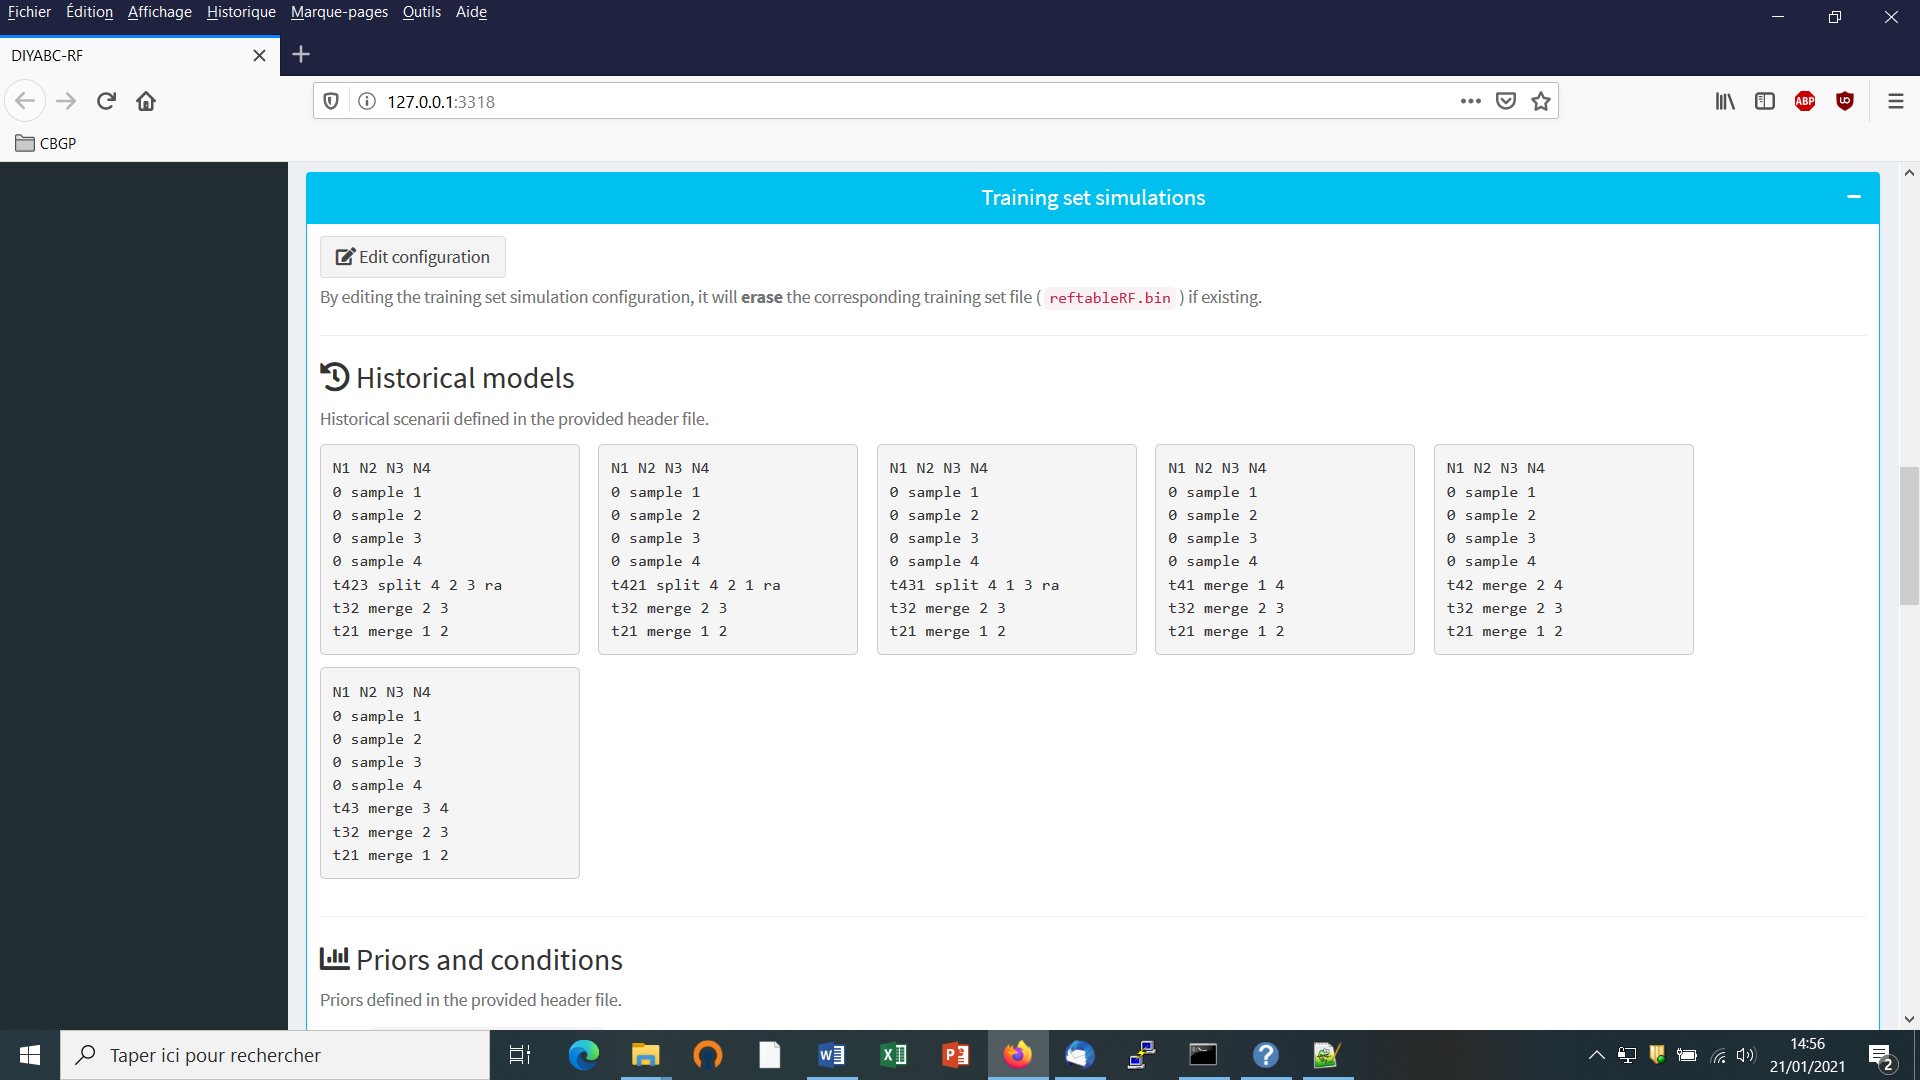 Fichier Édition Affichage Historique Marque-pages Outils Aide
DIYABC-RF
127.0.0.1:3318
ABP
CBGP
Training set simulations
Edit configuration
By editing the training set simulation configuration, it will erase the corresponding training set file ( reftableRF.bin ) if existing.
Historical models
Historical scenarii defined in the provided header file.
N1 N2 N3 N4
0 sample 1
0 sample 2
0 sample 3
0 sample 4
t423 split 4 2 3 ra
t32 merge 2 3
t21 merge 1 2
N1 N2 N3 N4
0 sample 1
0 sample 2
0 sample 3
0 sample 4
t421 split 4 2 1 ra
t32 merge 2 3
t21 merge 1 2
N1 N2 N3 N4
0 sample 1
0 sample 2
0 sample 3
0 sample 4
t431 split 4 1 3 ra
t32 merge 2 3
t21 merge 1 2
N1 N2 N3 N4
0 sample 1
0 sample 2
0 sample 3
0 sample 4
t41 merge 1 4
t32 merge 2 3
t21 merge 1 2
N1 N2 N3 N4
0 sample 1
0 sample 2
0 sample 3
0 sample 4
t42 merge 2 4
t32 merge 2 3
t21 merge 1 2
N1 N2 N3 N4
0 sample 1
0 sample 2
0 sample 3
0 sample 4
t43 merge 3 4
t32 merge 2 3
t21 merge 1 2
Priors and conditions
Priors defined in the provided header file.
Taper ici pour rechercher
14:56
21/01/2021
2